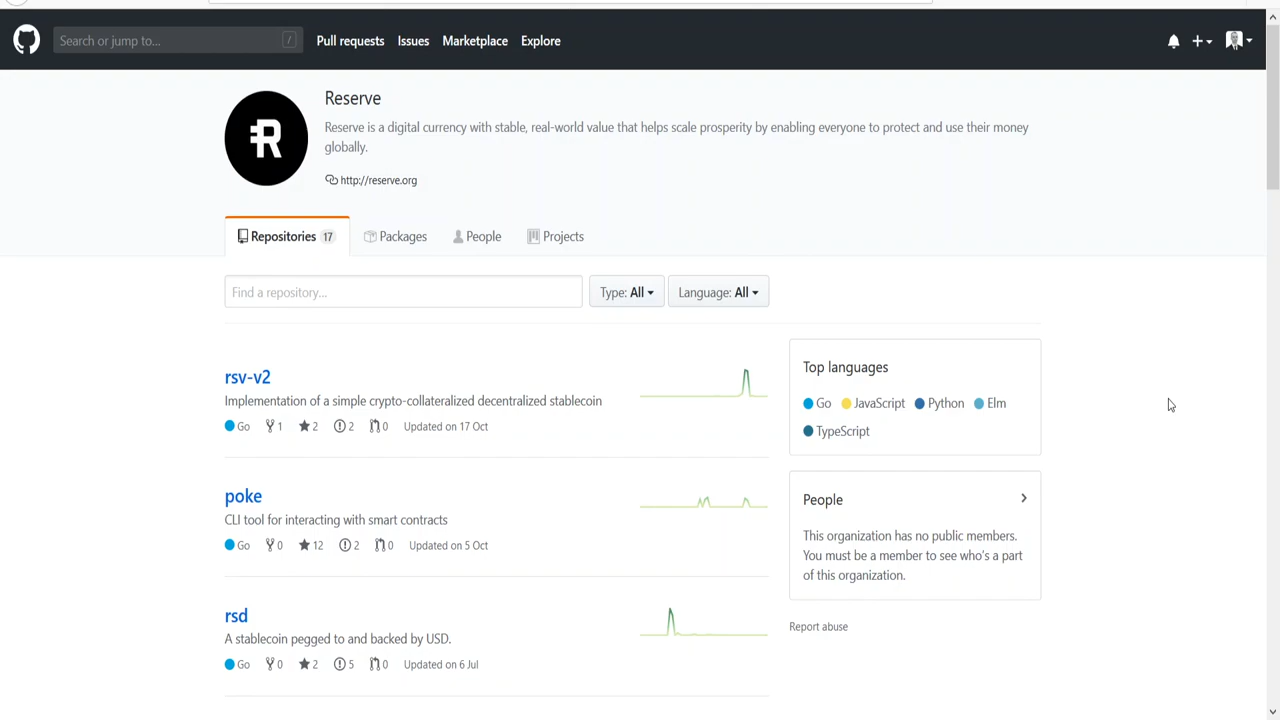 Search or jump to... /
Pull requests Issues Marketplace Explore
Reserve
Reserve is a digital currency with stable, real-world value that helps scale prosperity by enabling everyone to protect and use their money
globally.
http://reserve.org
Repositories 17 Packages People Projects
Find a repository... Type: All Language: All
rsv-v2
Implementation of a simple crypto-collateralized decentralized stablecoin
Go 1 2 2 0 Updated on 17 Oct
poke
CLI tool for interacting with smart contracts
Go 0 12 2 0 Updated on 5 Oct
rsd
A stablecoin pegged to and backed by USD.
Go 0 2 5 0 Updated on 6 Jul
Top languages
Go JavaScript Python Elm
TypeScript
People
This organization has no public members.
You must be a member to see who's a part
of this organization.
Report abuse